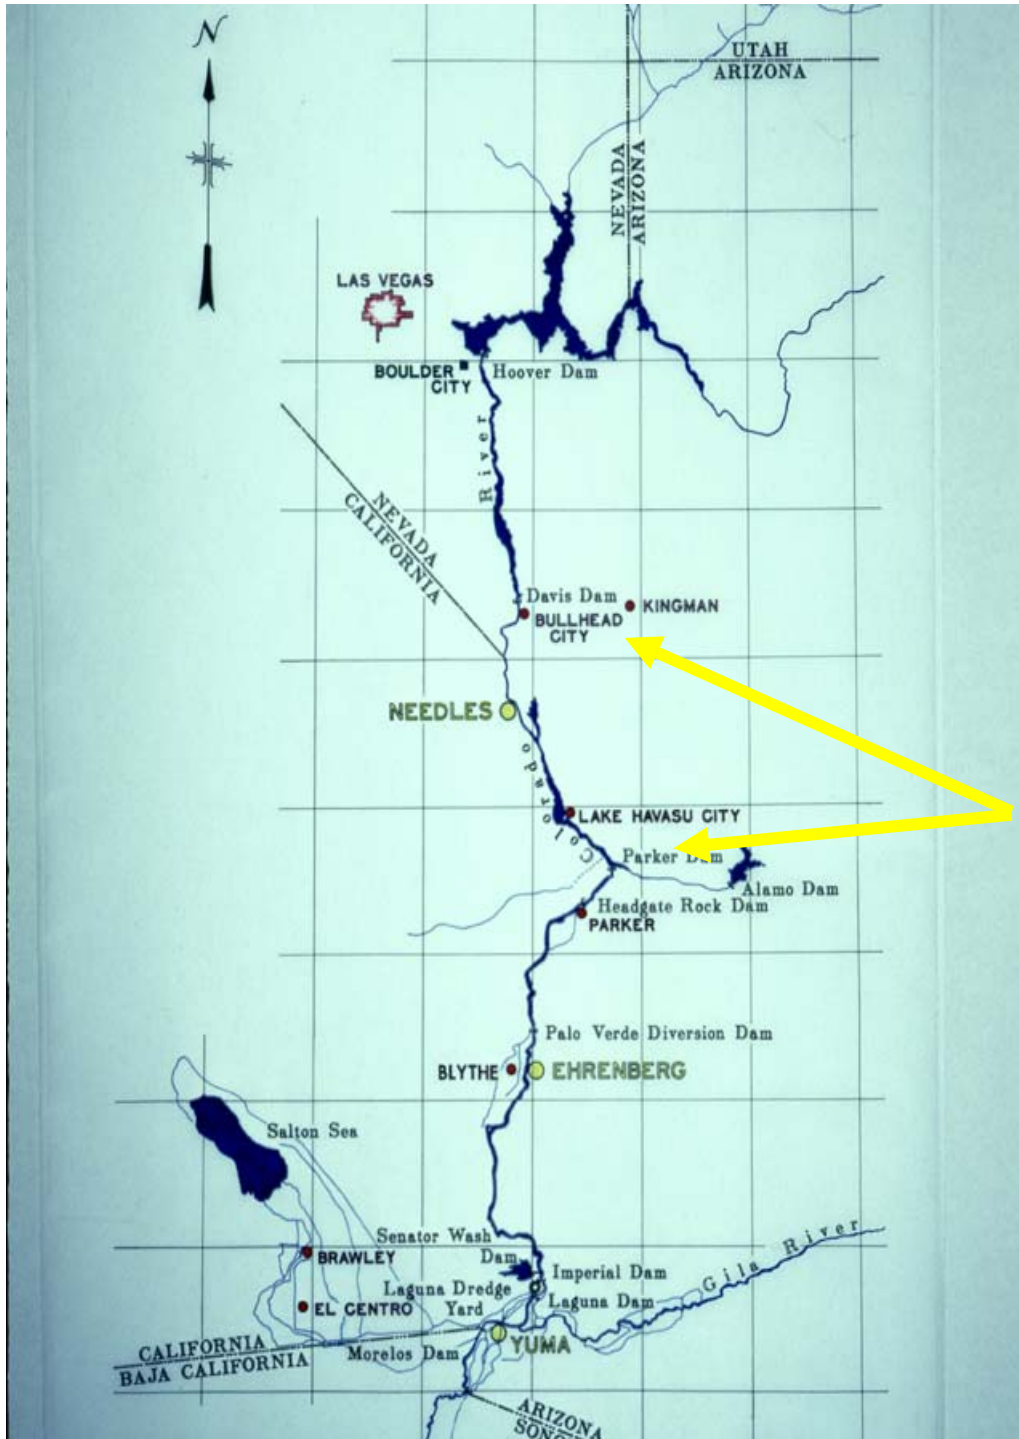 N
UTAH
ARIZONA
NEVADA
ARIZONA
LAS VEGAS
BOULDER
CITY
Hoover Dam
River
NEVADA
CALIFORNIA
Davis Dam
KINGMAN
BULLHEAD
CITY
NEEDLES
Colorado
LAKE HAVASU CITY
Parker Dam
Alamo Dam
Headgate Rock Dam
PARKER
Palo Verde Diversion Dam
BLYTHE
EHRENBERG
Salton Sea
Senator Wash
Dam
BRAWLEY
Imperial Dam
Gila River
Laguna Dredge
Yard
Laguna Dam
EL CENTRO
CALIFORNIA
BAJA CALIFORNIA
YUMA
Morelos Dam
ARIZONA